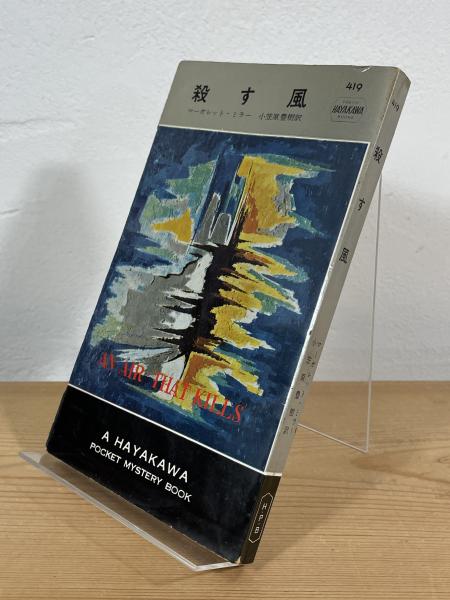 殺す風
マーガレット・ミラー 小笠原豊樹訳
419
HAYAKAWA
AN AIR THAT KILLS
A HAYAKAWA
POCKET MYSTERY BOOK
419
殺す風
H·P·B